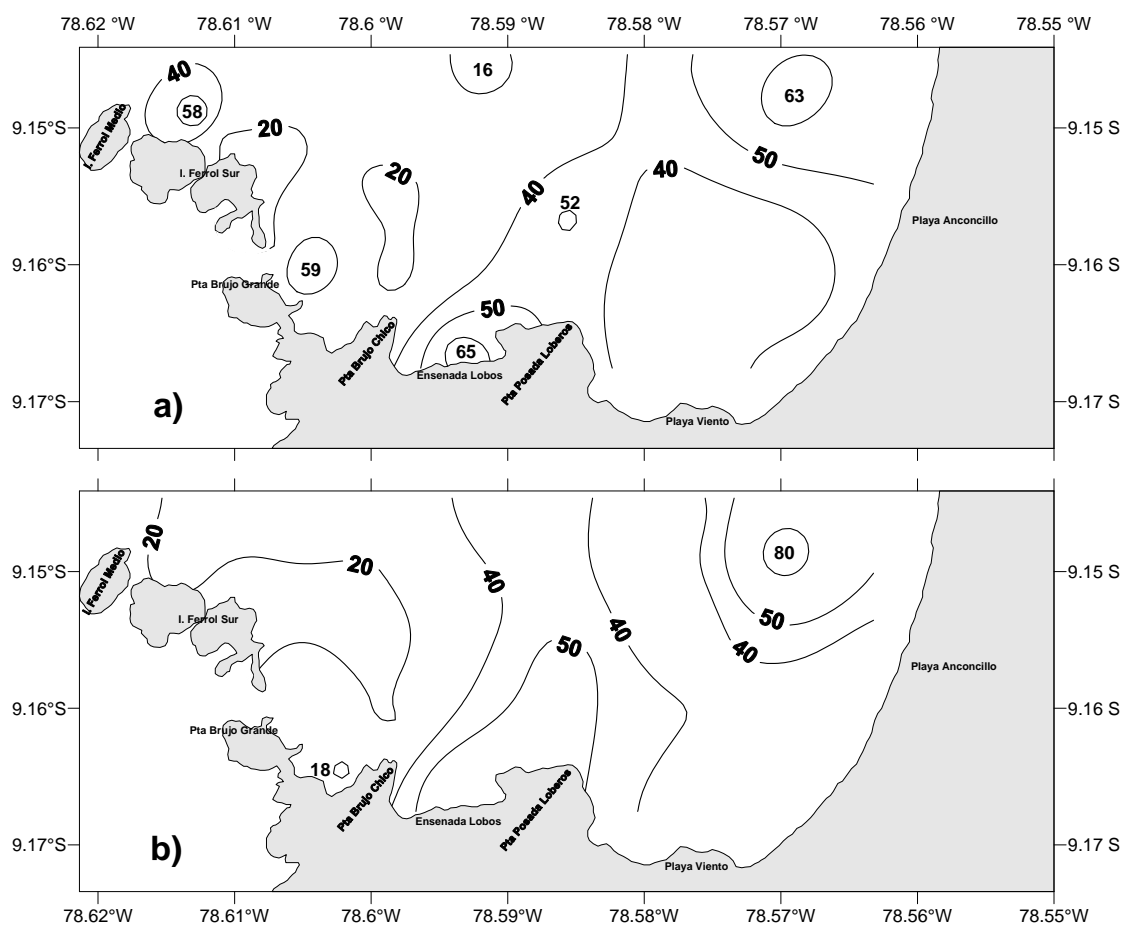 78.62 °W 78.61 °W 78.6 °W 78.59 °W 78.58 °W 78.57 °W 78.56 °W 78.55 °W
40 16
58 63
9.15°S 20 50 9.15 °S
I. Ferrol Medio
I. Ferrol Sur 20 40 40
52
Playa Anconcillo
9.16°S 59 9.16 °S
Pta Brujo Grande
50
65
Pta Brujo Chico Ensenada Lobos Pta Posada Loberos
a) 9.17°S 9.17 °S
Playa Viento
20 80
9.15°S 20 40 9.15 °S
I. Ferrol Medio
I. Ferrol Sur 50 40 50 40
Playa Anconcillo
9.16°S 9.16 °S
Pta Brujo Grande
18
Pta Brujo Chico Ensenada Lobos Pta Posada Loberos
b) 9.17°S 9.17 °S
Playa Viento
78.62 °W 78.61 °W 78.6 °W 78.59 °W 78.58 °W 78.57 °W 78.56 °W 78.55 °W